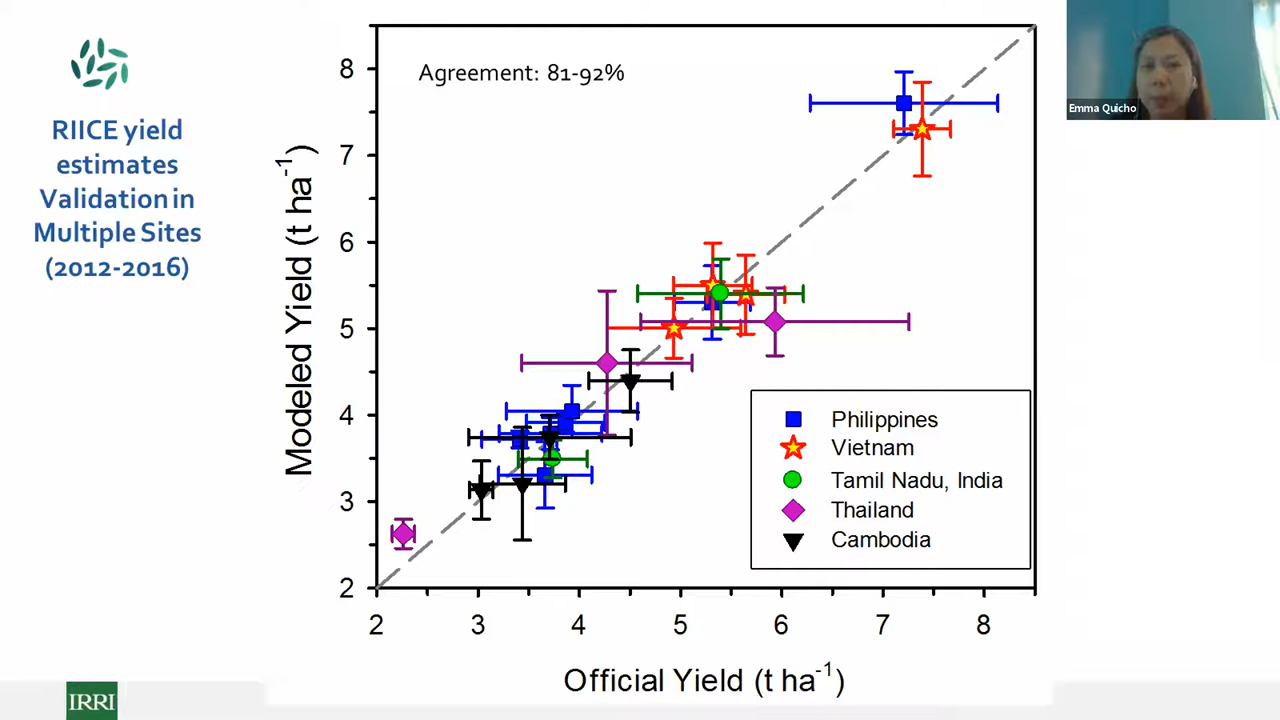 RIICE yield
estimates
Validation in
Multiple Sites
(2012-2016)
Agreement: 81-92%
Emma Quicho
Modeled Yield (t ha⁻¹)
8
7
6
5
4
3
2
Philippines
Vietnam
Tamil Nadu, India
Thailand
Cambodia
2 3 4 5 6 7 8
Official Yield (t ha⁻¹)
IRRI